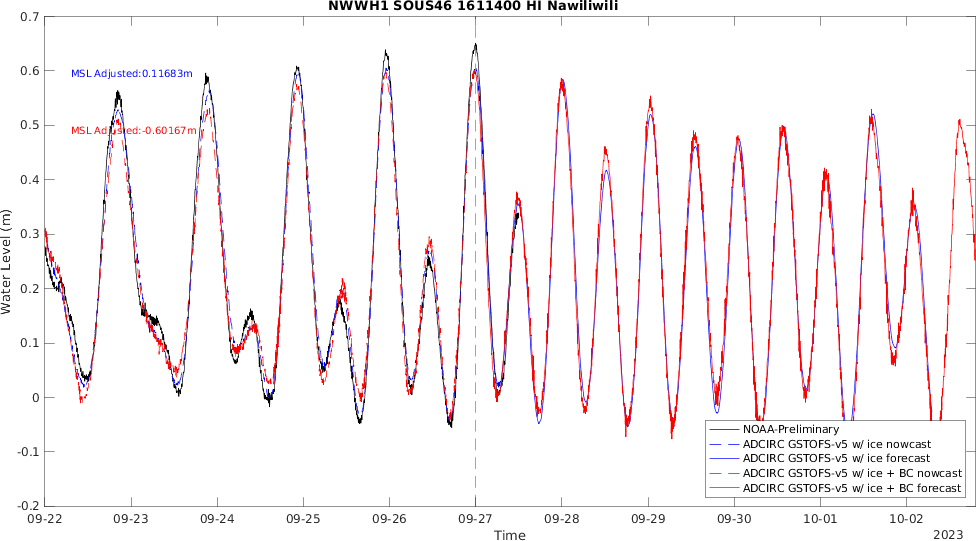 NWWH1 SOUS46 1611400 HI Nawiliwili
0.7
0.6
0.5
0.4
0.3
0.2
0.1
0
-0.1
-0.2
Water Level (m)
MSL Adjusted:0.11683m
MSL Adjusted:-0.60167m
NOAA-Preliminary
ADCIRC GSTOFS-v5 w/ ice nowcast
ADCIRC GSTOFS-v5 w/ ice forecast
ADCIRC GSTOFS-v5 w/ ice + BC nowcast
ADCIRC GSTOFS-v5 w/ ice + BC forecast
09-22 09-23 09-24 09-25 09-26 09-27 09-28 09-29 09-30 10-01 10-02
Time
2023